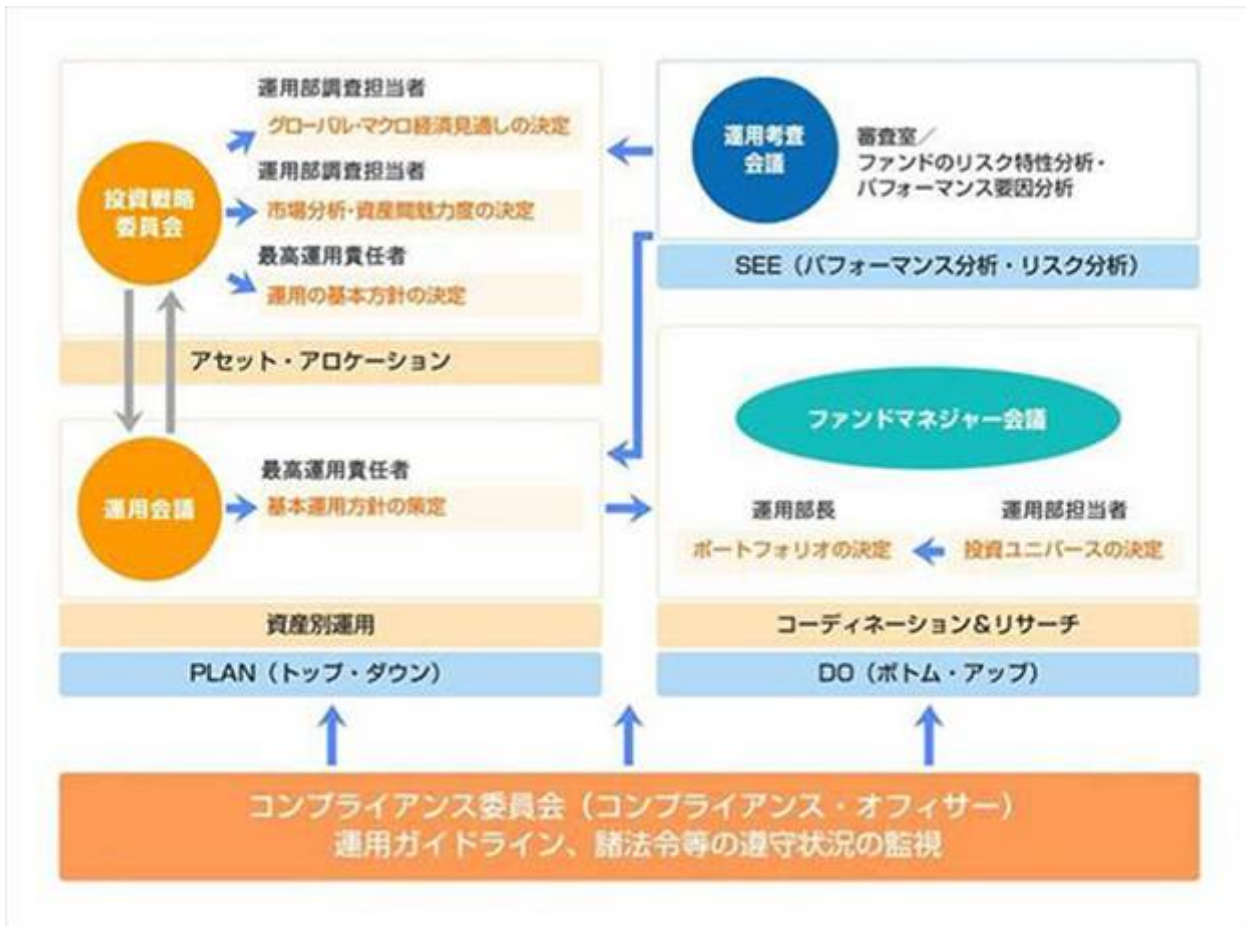 運用部調査担当者
グローバル・マクロ経済見通しの決定
投資戦略
委員会
運用部調査担当者
市場分析・資産間魅力度の決定
最高運用責任者
運用の基本方針の決定
アセット・アロケーション
運用考査
会議
審査室／
ファンドのリスク特性分析・
パフォーマンス要因分析
SEE（パフォーマンス分析・リスク分析）
運用会議
最高運用責任者
基本運用方針の策定
資産別運用
PLAN（トップ・ダウン）
ファンドマネジャー会議
運用部長
運用部担当者
ポートフォリオの決定
投資ユニバースの決定
コーディネーション＆リサーチ
DO（ボトム・アップ）
コンプライアンス委員会（コンプライアンス・オフィサー）
運用ガイドライン、諸法令等の遵守状況の監視